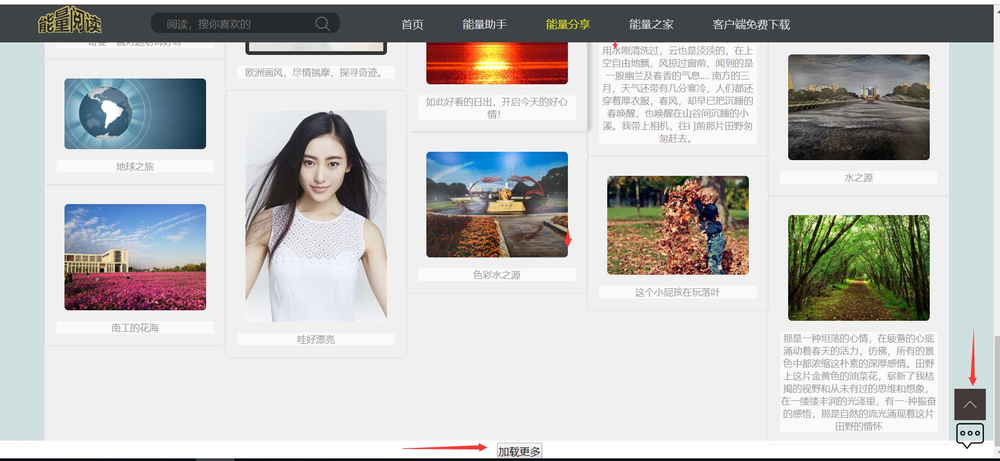 能量阅读
阅读，搜你喜欢的
首页
能量助手
能量分享
能量之家
客户端免费下载
地球之旅
南工的花海
欧洲画风，尽情揣摩，探寻奇迹。
哇好漂亮
如此好看的日出，开启今天的好心
情！
色彩水之源
用水刚清洗过，云也是淡淡的，在上
空自由地飘，风掠过窗前，闻到的是
一股幽兰及春香的气息.... 南方的三
月，天气还带有几分寒冷，人们都还
穿着厚衣服，春风，却早已把沉睡的
春唤醒，也唤醒在山谷间沉睡的小
溪。我带上相机，往i ]前那片田野匆
匆赶去。
这个小屁孩在玩落叶
水之源
那是一种坦荡的心情，在疲惫的心底
涌动着春天的活力，仿佛，所有的景
色中都浓缩这朴素的深厚感情。田野
上这片金黄色的油菜花，崭新了我桔
揭的视野和从未有过的思维和想象，
在一缕缕丰润的光泽里，有一-种振奋
的感悟，那是自然的流光涌现着这片
田野的情怀
加载更多